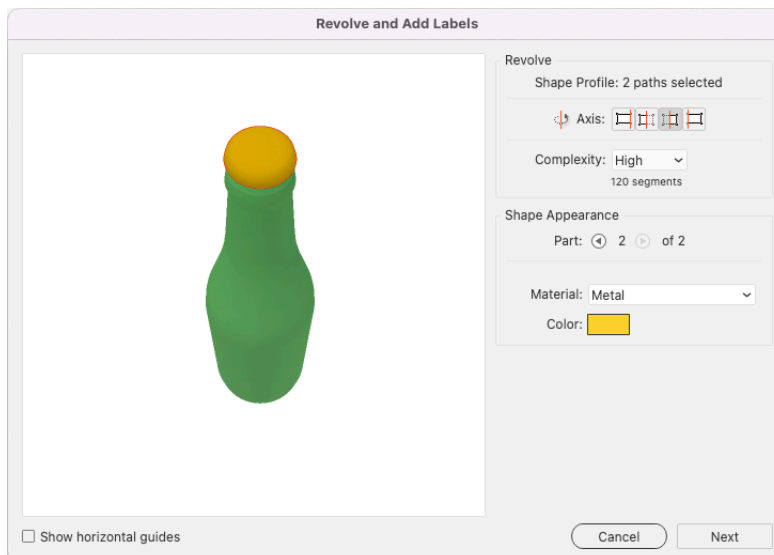 Revolve and Add Labels
Revolve
Shape Profile: 2 paths selected
Axis:
Complexity: High
120 segments
Shape Appearance
Part: 2 of 2
Material: Metal
Color:
Show horizontal guides
Cancel
Next